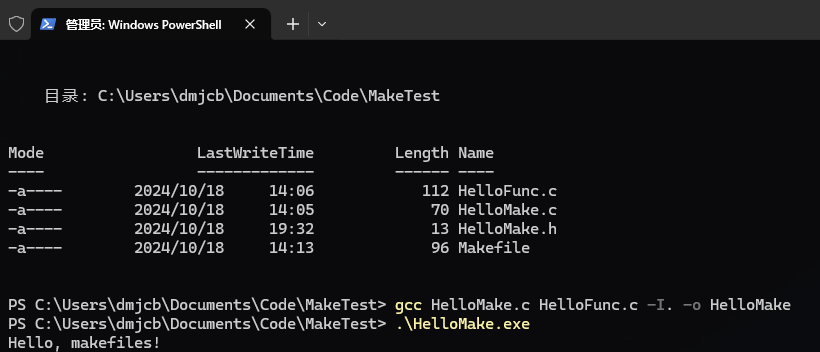 管理员: Windows PowerShell
目录: C:\Users\dmjcb\Documents\Code\MakeTest
Mode LastWriteTime Length Name
---- ------------- ------ ----
-a---- 2024/10/18 14:06 112 HelloFunc.c
-a---- 2024/10/18 14:05 70 HelloMake.c
-a---- 2024/10/18 19:32 13 HelloMake.h
-a---- 2024/10/18 14:13 96 Makefile
PS C:\Users\dmjcb\Documents\Code\MakeTest> gcc HelloMake.c HelloFunc.c -I. -o HelloMake
PS C:\Users\dmjcb\Documents\Code\MakeTest> .\HelloMake.exe
Hello, makefiles!